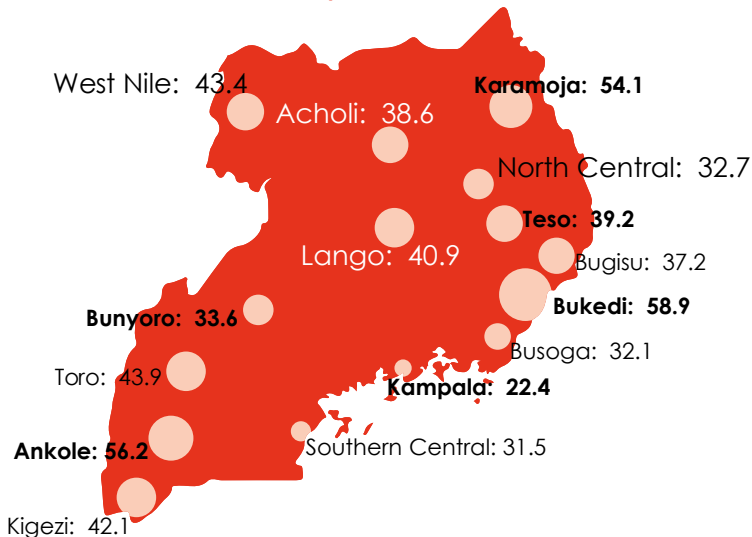 West Nile: 43.4
Karamoja: 54.1
Acholi: 38.6
North Central: 32.7
Teso: 39.2
Lango: 40.9
Bugisu: 37.2
Bukedi: 58.9
Bunyoro: 33.6
Busoga: 32.1
Toro: 43.9
Kampala: 22.4
Ankole: 56.2
Southern Central: 31.5
Kigezi: 42.1